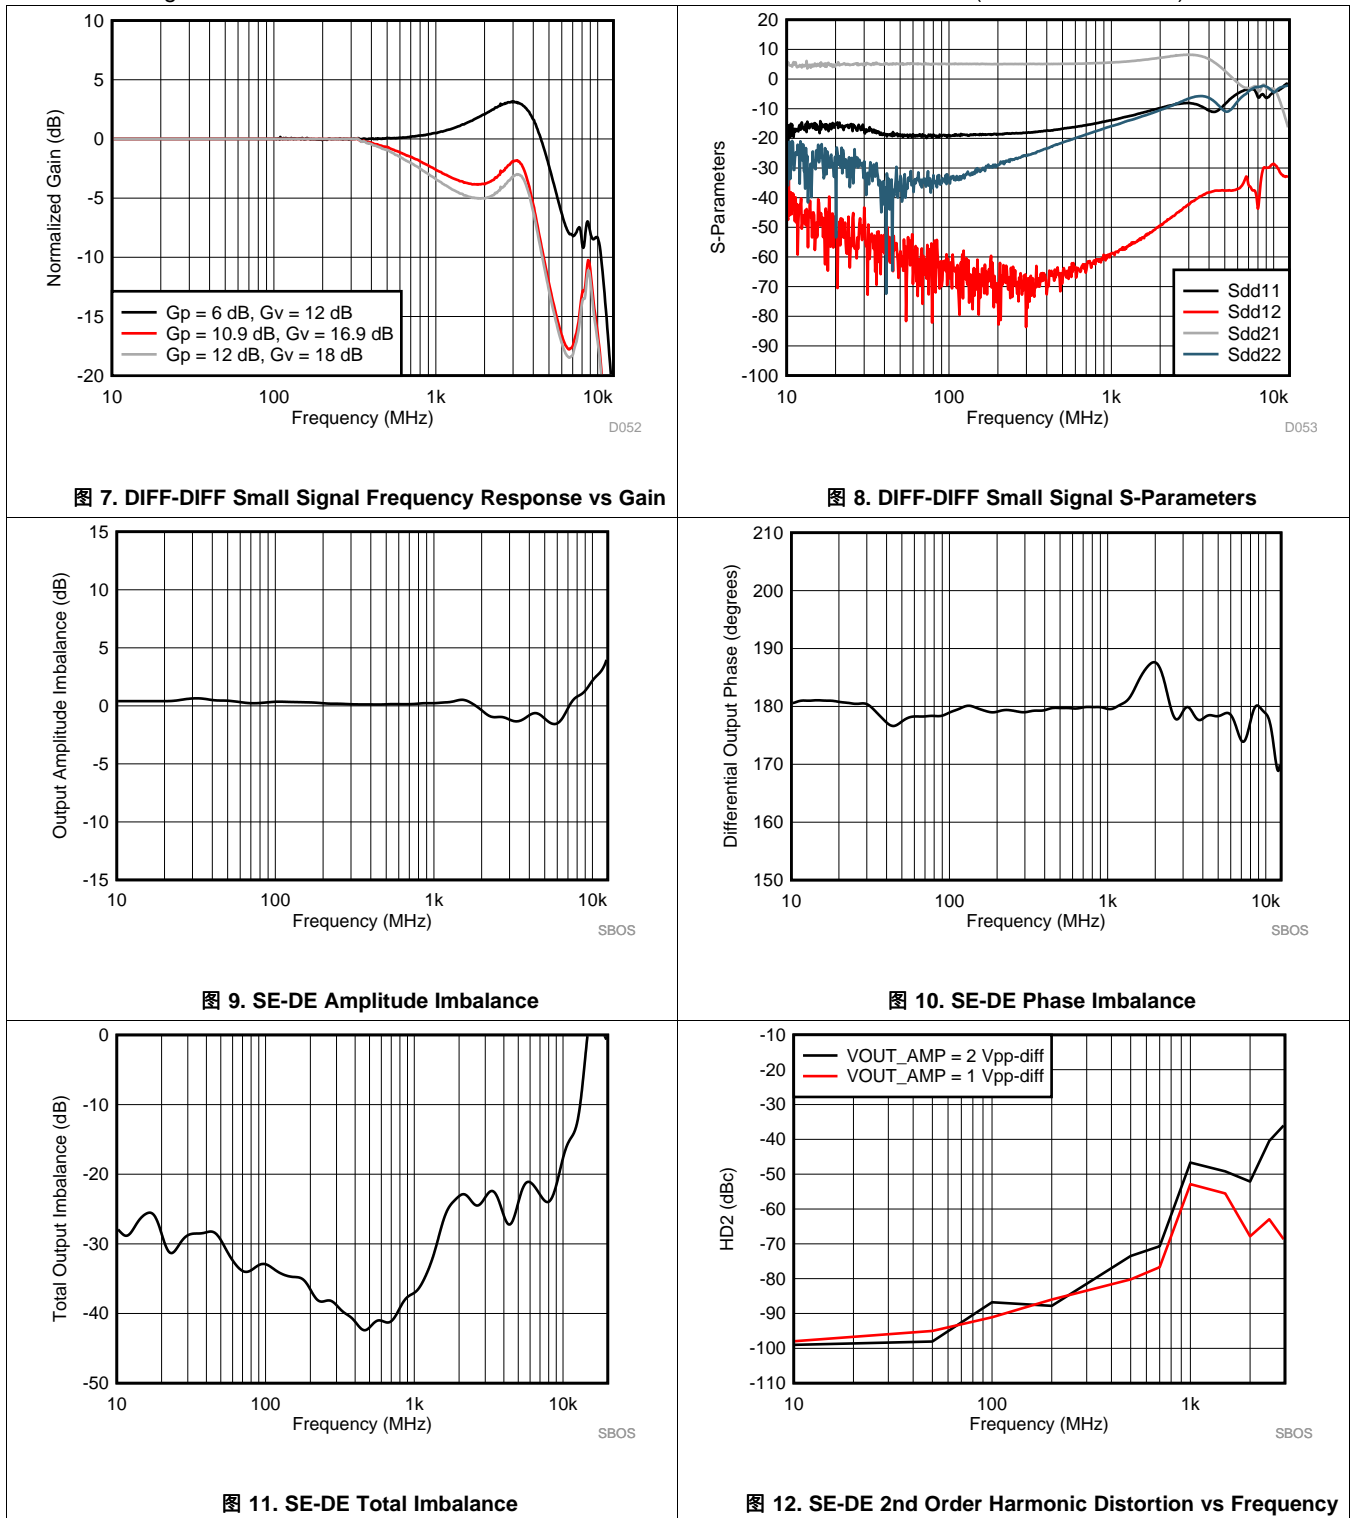 10
5
0
-5
-10
-15
-20
Normalized Gain (dB)
Gp = 6 dB, Gv = 12 dB
Gp = 10.9 dB, Gv = 16.9 dB
Gp = 12 dB, Gv = 18 dB
10 100 1k 10k
Frequency (MHz)
D052
图 7. DIFF-DIFF Small Signal Frequency Response vs Gain
20
10
0
-10
-20
-30
-40
-50
-60
-70
-80
-90
-100
S-Parameters
Sdd11
Sdd12
Sdd21
Sdd22
10 100 1k 10k
Frequency (MHz)
D053
图 8. DIFF-DIFF Small Signal S-Parameters
15
10
5
0
-5
-10
-15
Output Amplitude Imbalance (dB)
10 100 1k 10k
Frequency (MHz)
SBOS
图 9. SE-DE Amplitude Imbalance
210
200
190
180
170
160
150
Differential Output Phase (degrees)
10 100 1k 10k
Frequency (MHz)
SBOS
图 10. SE-DE Phase Imbalance
0
-10
-20
-30
-40
-50
Total Output Imbalance (dB)
10 100 1k 10k
Frequency (MHz)
SBOS
图 11. SE-DE Total Imbalance
-10
-20
-30
-40
-50
-60
-70
-80
-90
-100
-110
HD2 (dBc)
VOUT_AMP = 2 Vpp-diff
VOUT_AMP = 1 Vpp-diff
10 100 1k
Frequency (MHz)
SBOS
图 12. SE-DE 2nd Order Harmonic Distortion vs Frequency